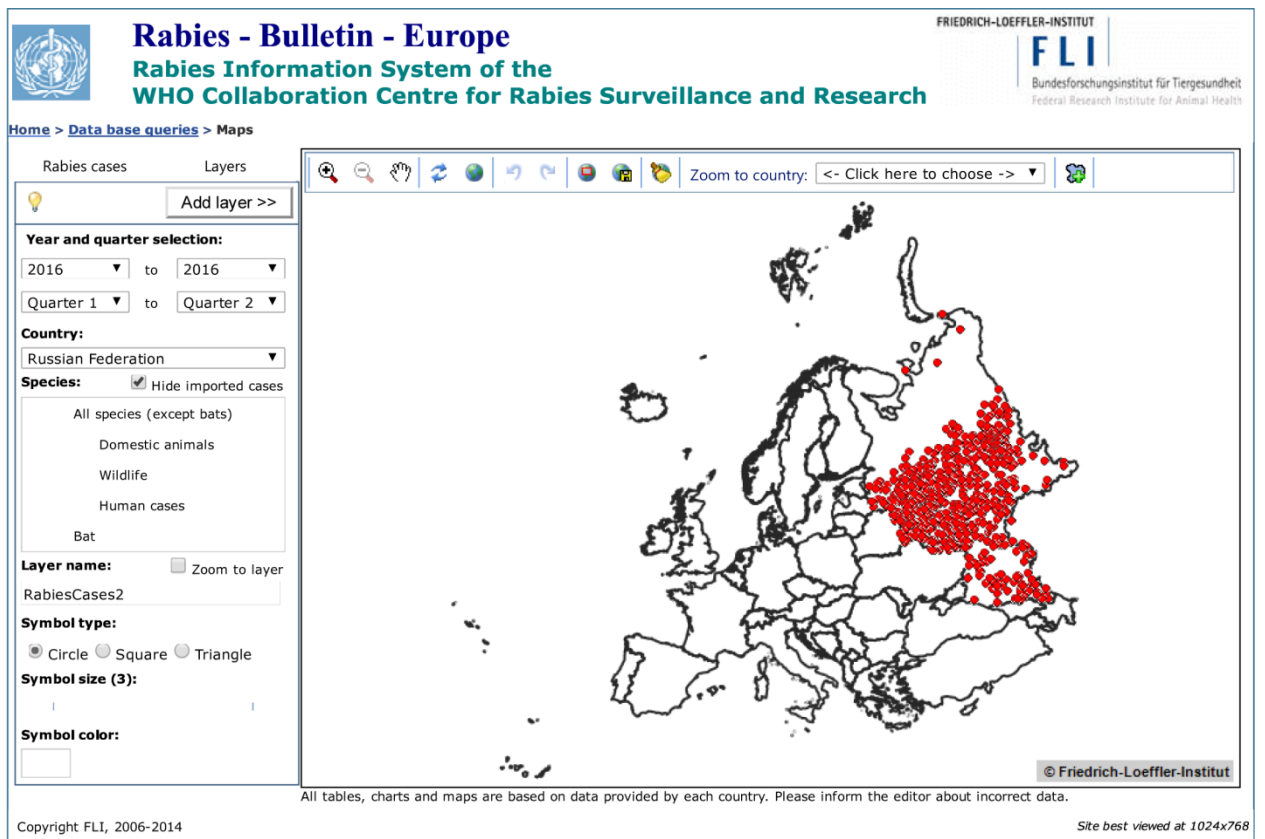 Rabies - Bulletin - Europe
Rabies Information System of the
WHO Collaboration Centre for Rabies Surveillance and Research
FRIEDRICH-LOEFFLER-INSTITUT
FLI
Bundesforschungsinstitut für Tiergesundheit
Federal Research Institute for Animal Health
Home > Data base queries > Maps
Rabies cases Layers
Add layer >>
Year and quarter selection:
2016 to 2016
Quarter 1 to Quarter 2
Country:
Russian Federation
Species: Hide imported cases
All species (except bats)
Domestic animals
Wildlife
Human cases
Bat
Layer name: Zoom to layer
RabiesCases2
Symbol type:
Circle Square Triangle
Symbol size (3):
Symbol color:
Zoom to country: <- Click here to choose ->
© Friedrich-Loeffler-Institut
All tables, charts and maps are based on data provided by each country. Please inform the editor about incorrect data.
Copyright FLI, 2006-2014
Site best viewed at 1024x768